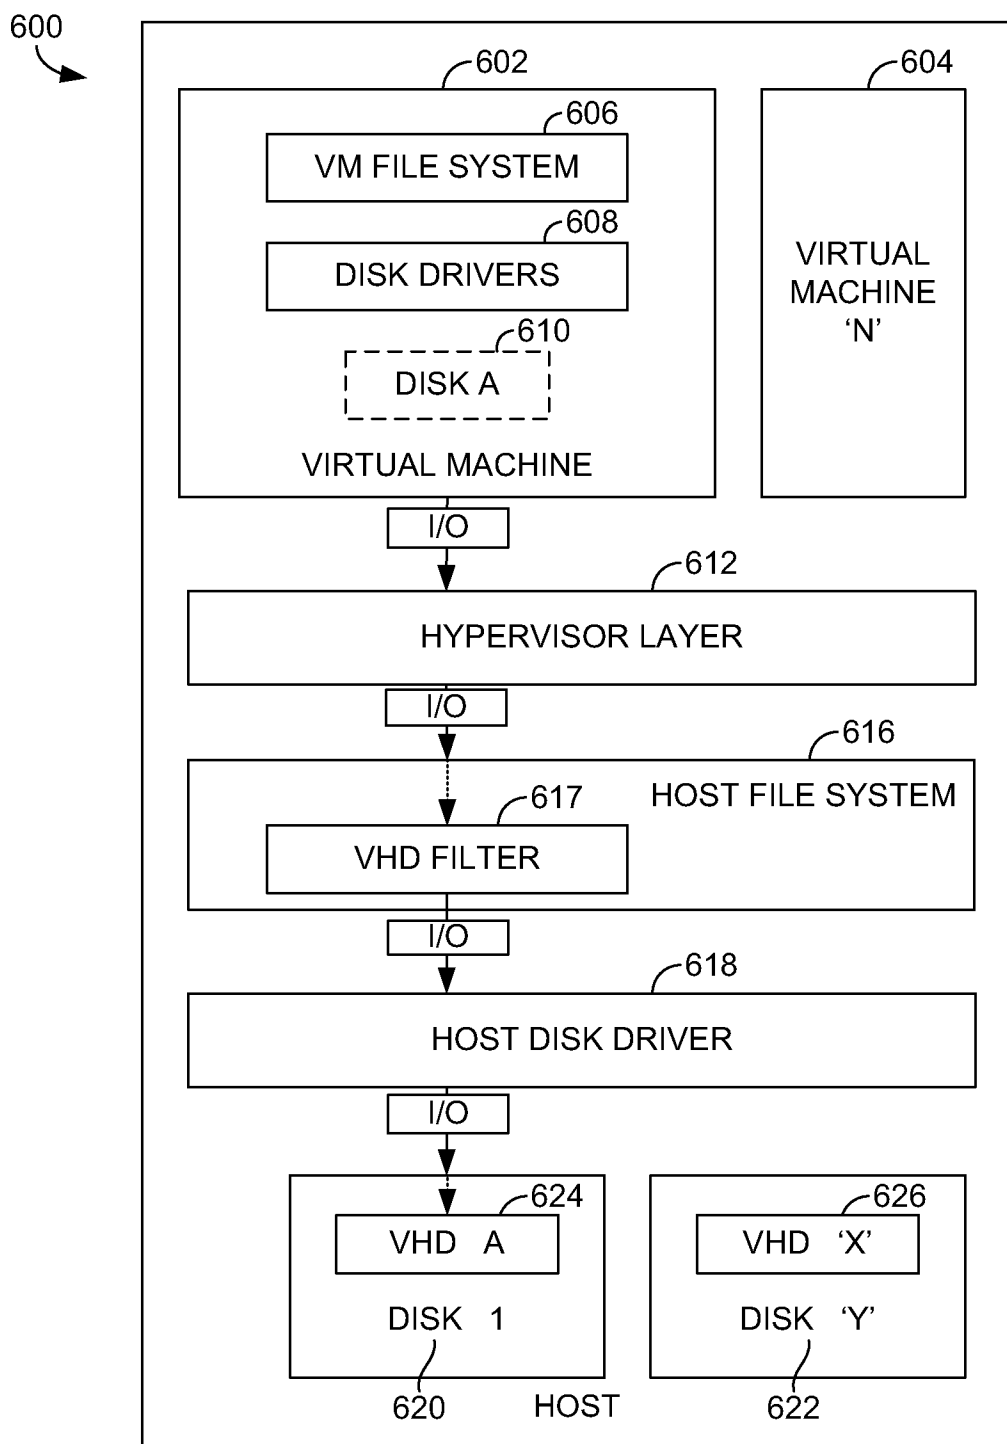 600
602
604
606
VM FILE SYSTEM
608
DISK DRIVERS
610
DISK A
VIRTUAL MACHINE
VIRTUAL
MACHINE
‘N’
I/O
612
HYPERVISOR LAYER
I/O
616
HOST FILE SYSTEM
617
VHD FILTER
I/O
618
HOST DISK DRIVER
I/O
624
VHD A
DISK 1
620
626
VHD ‘X’
DISK ‘Y’
622
HOST